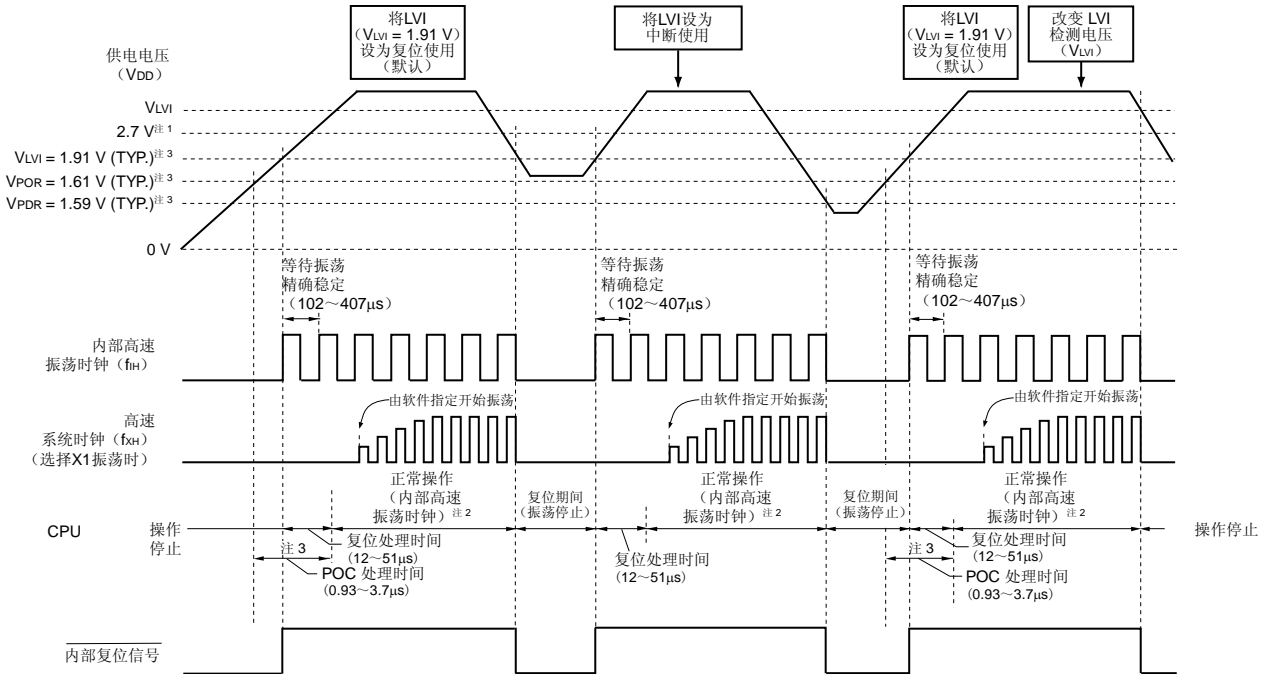 将LVI
（VLVI = 1.91 V）
设为复位使用
（默认）
将LVI设为
中断使用
将LVI
（VLVI = 1.91 V）
设为复位使用
（默认）
改变 LVI
检测电压
（VLVI）
供电电压
（VDD）
VLVI
2.7 V注 1
VLVI = 1.91 V (TYP.)注 3
VPOR = 1.61 V (TYP.)注 3
VPDR = 1.59 V (TYP.)注 3
0 V
等待振荡
精确稳定
（102～407μs）
等待振荡
精确稳定
（102～407μs）
等待振荡
精确稳定
（102～407μs）
内部高速
振荡时钟（fIH）
由软件指定开始振荡
由软件指定开始振荡
由软件指定开始振荡
高速
系统时钟（fXH）
（选择X1振荡时）
正常操作
（内部高速
振荡时钟）注 2
复位期间
（振荡停止）
正常操作
（内部高速
振荡时钟）注 2
复位期间
（振荡停止）
正常操作
（内部高速
振荡时钟）注 2
CPU
操作
停止
操作停止
复位处理时间
(12～51μs)
注 3
POC 处理时间
(0.93～3.7μs)
复位处理时间
(12～51μs)
复位处理时间
(12～51μs)
注 3
POC 处理时间
(0.93～3.7μs)
内部复位信号